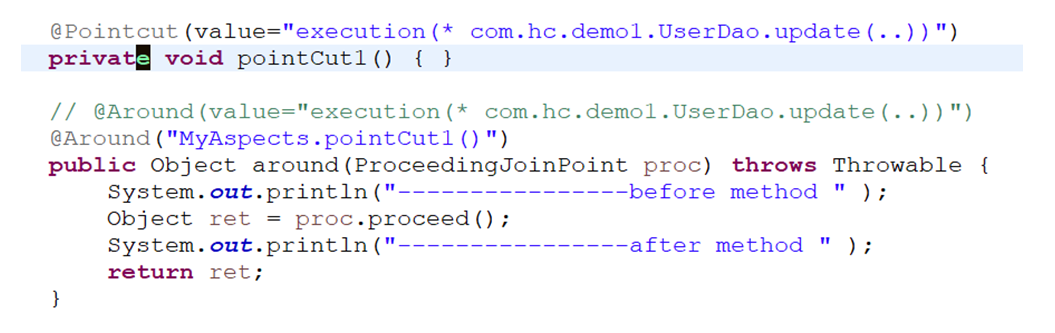 @Pointcut(value="execution(* com.hc.demo1.UserDao.update(..))")
private void pointCut1() { }
// @Around(value="execution(* com.hc.demo1.UserDao.update(..))")
@Around("MyAspects.pointCut1()")
public Object around(ProceedingJoinPoint proc) throws Throwable {
System.out.println("----------------before method " );
Object ret = proc.proceed();
System.out.println("----------------after method " );
return ret;
}